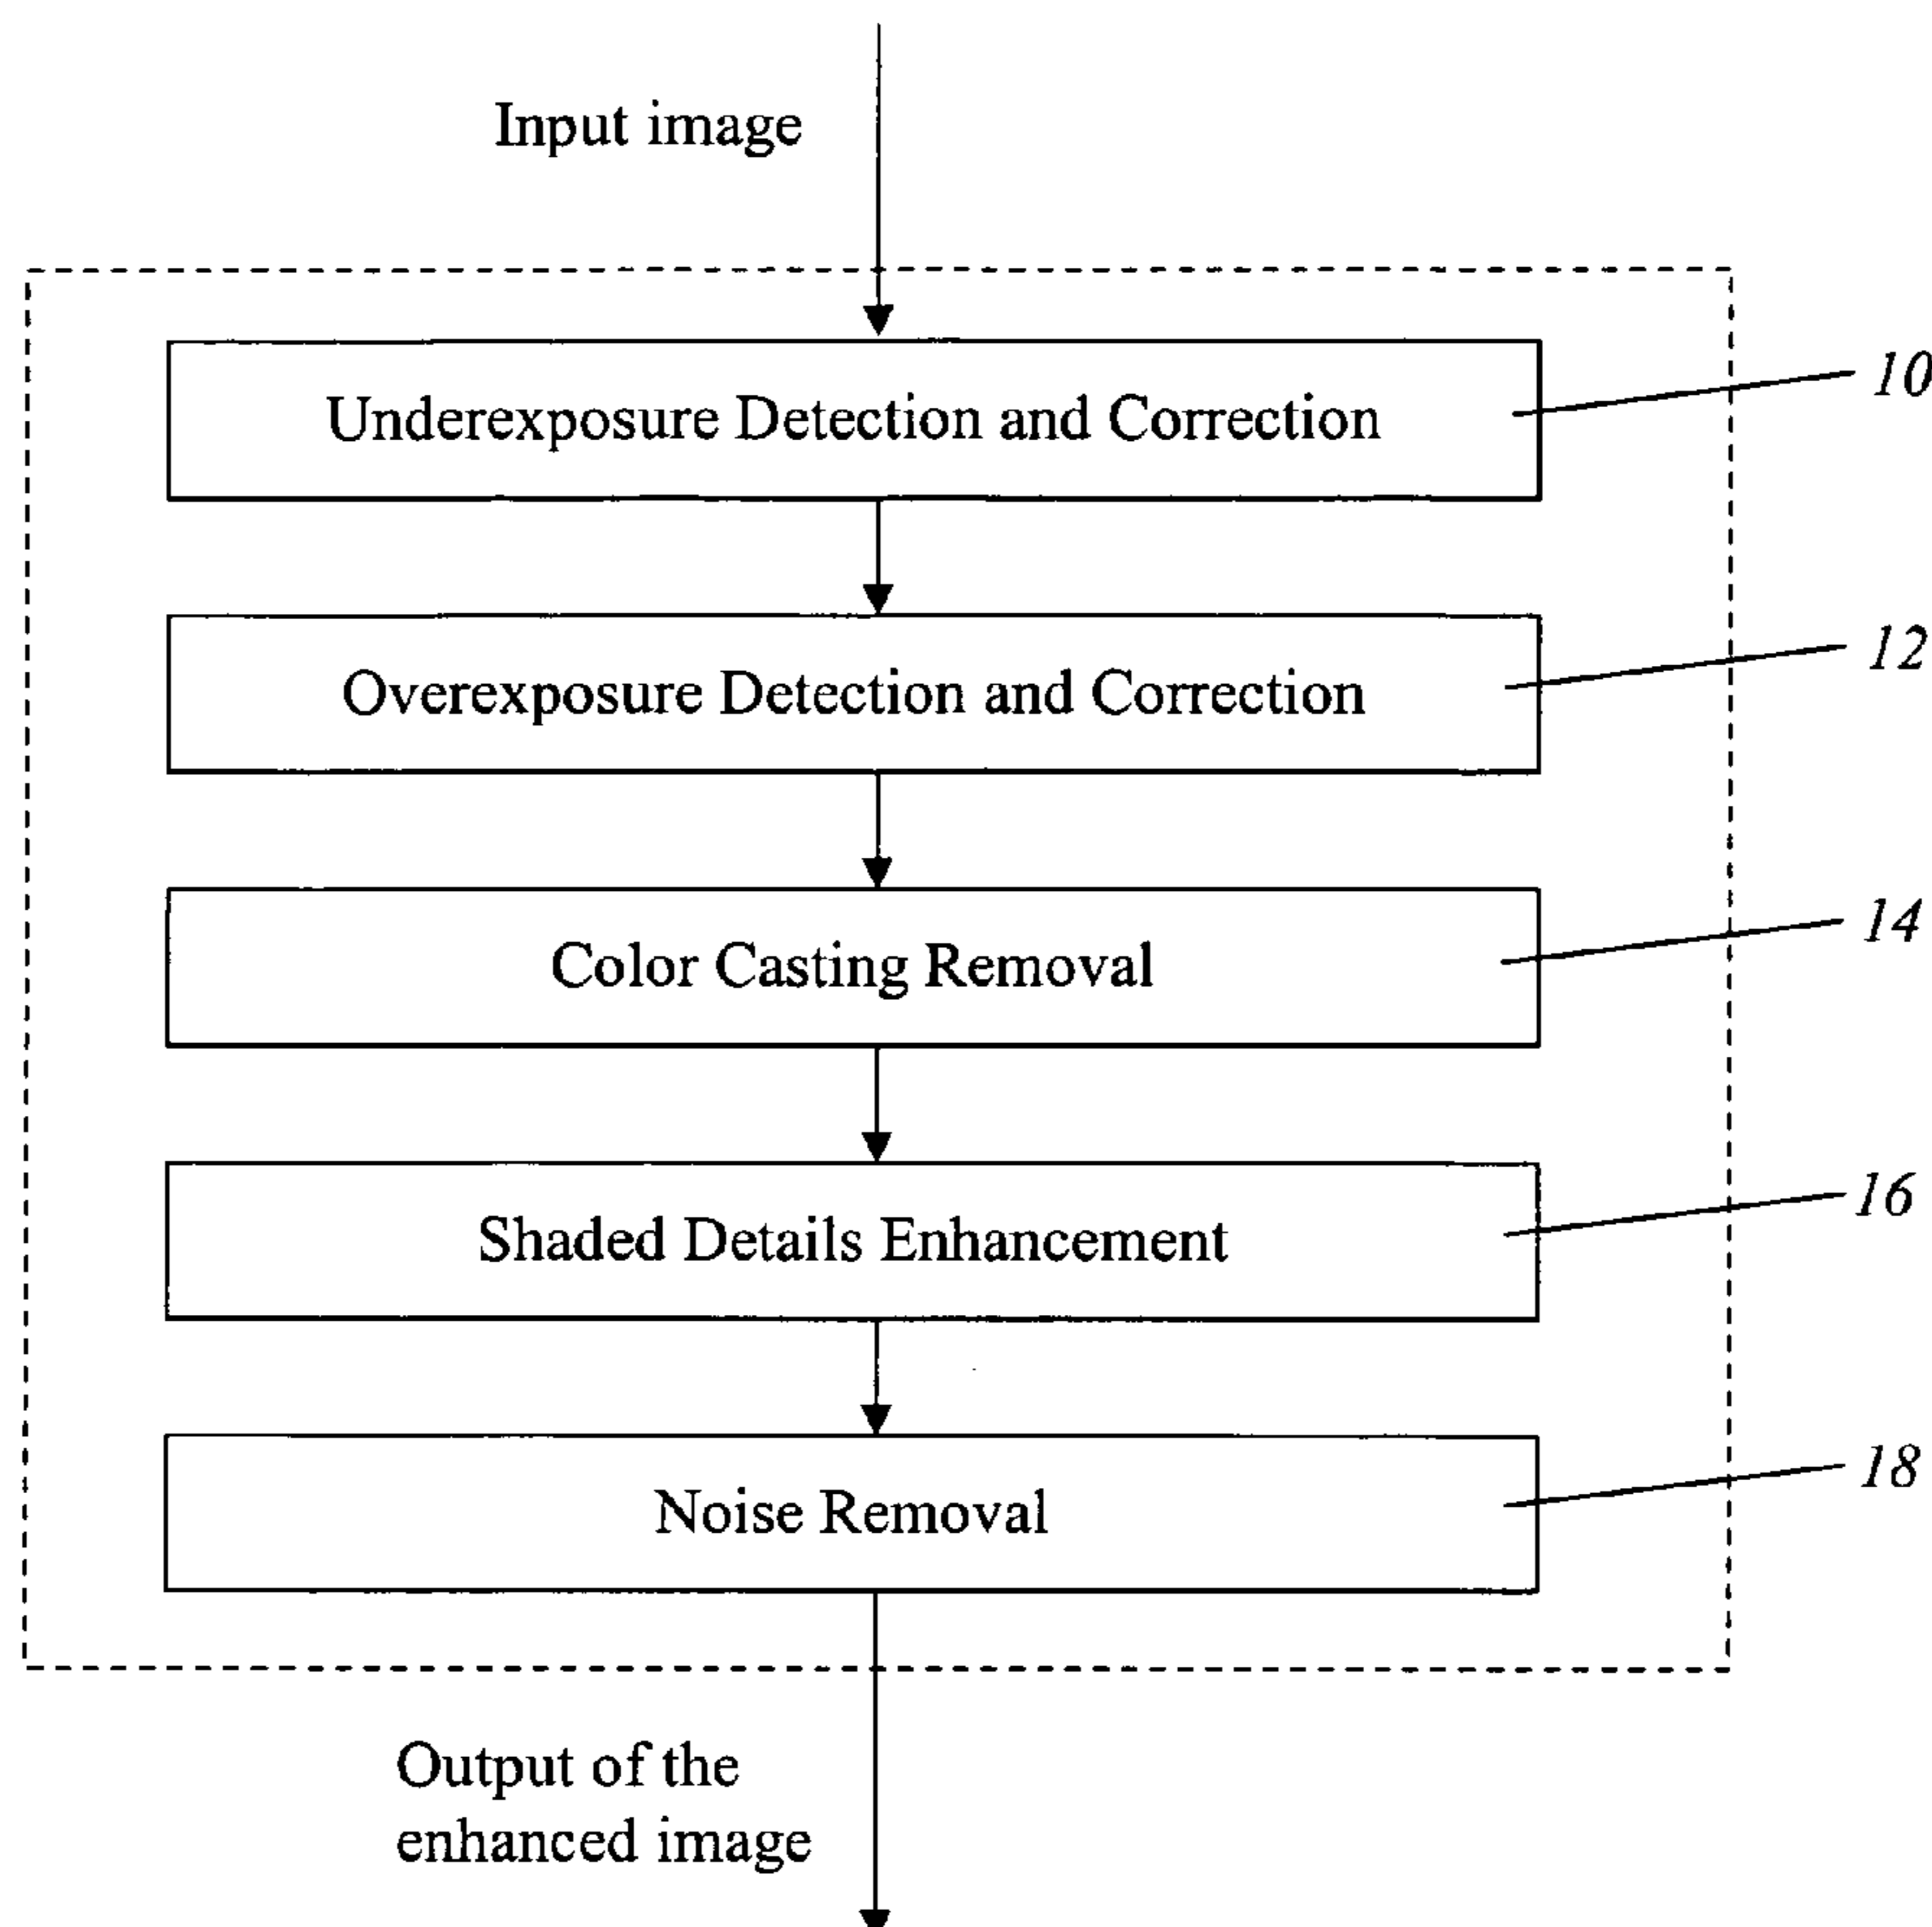 Input image
Underexposure Detection and Correction
10
Overexposure Detection and Correction
12
Color Casting Removal
14
Shaded Details Enhancement
16
Noise Removal
18
Output of the
enhanced image